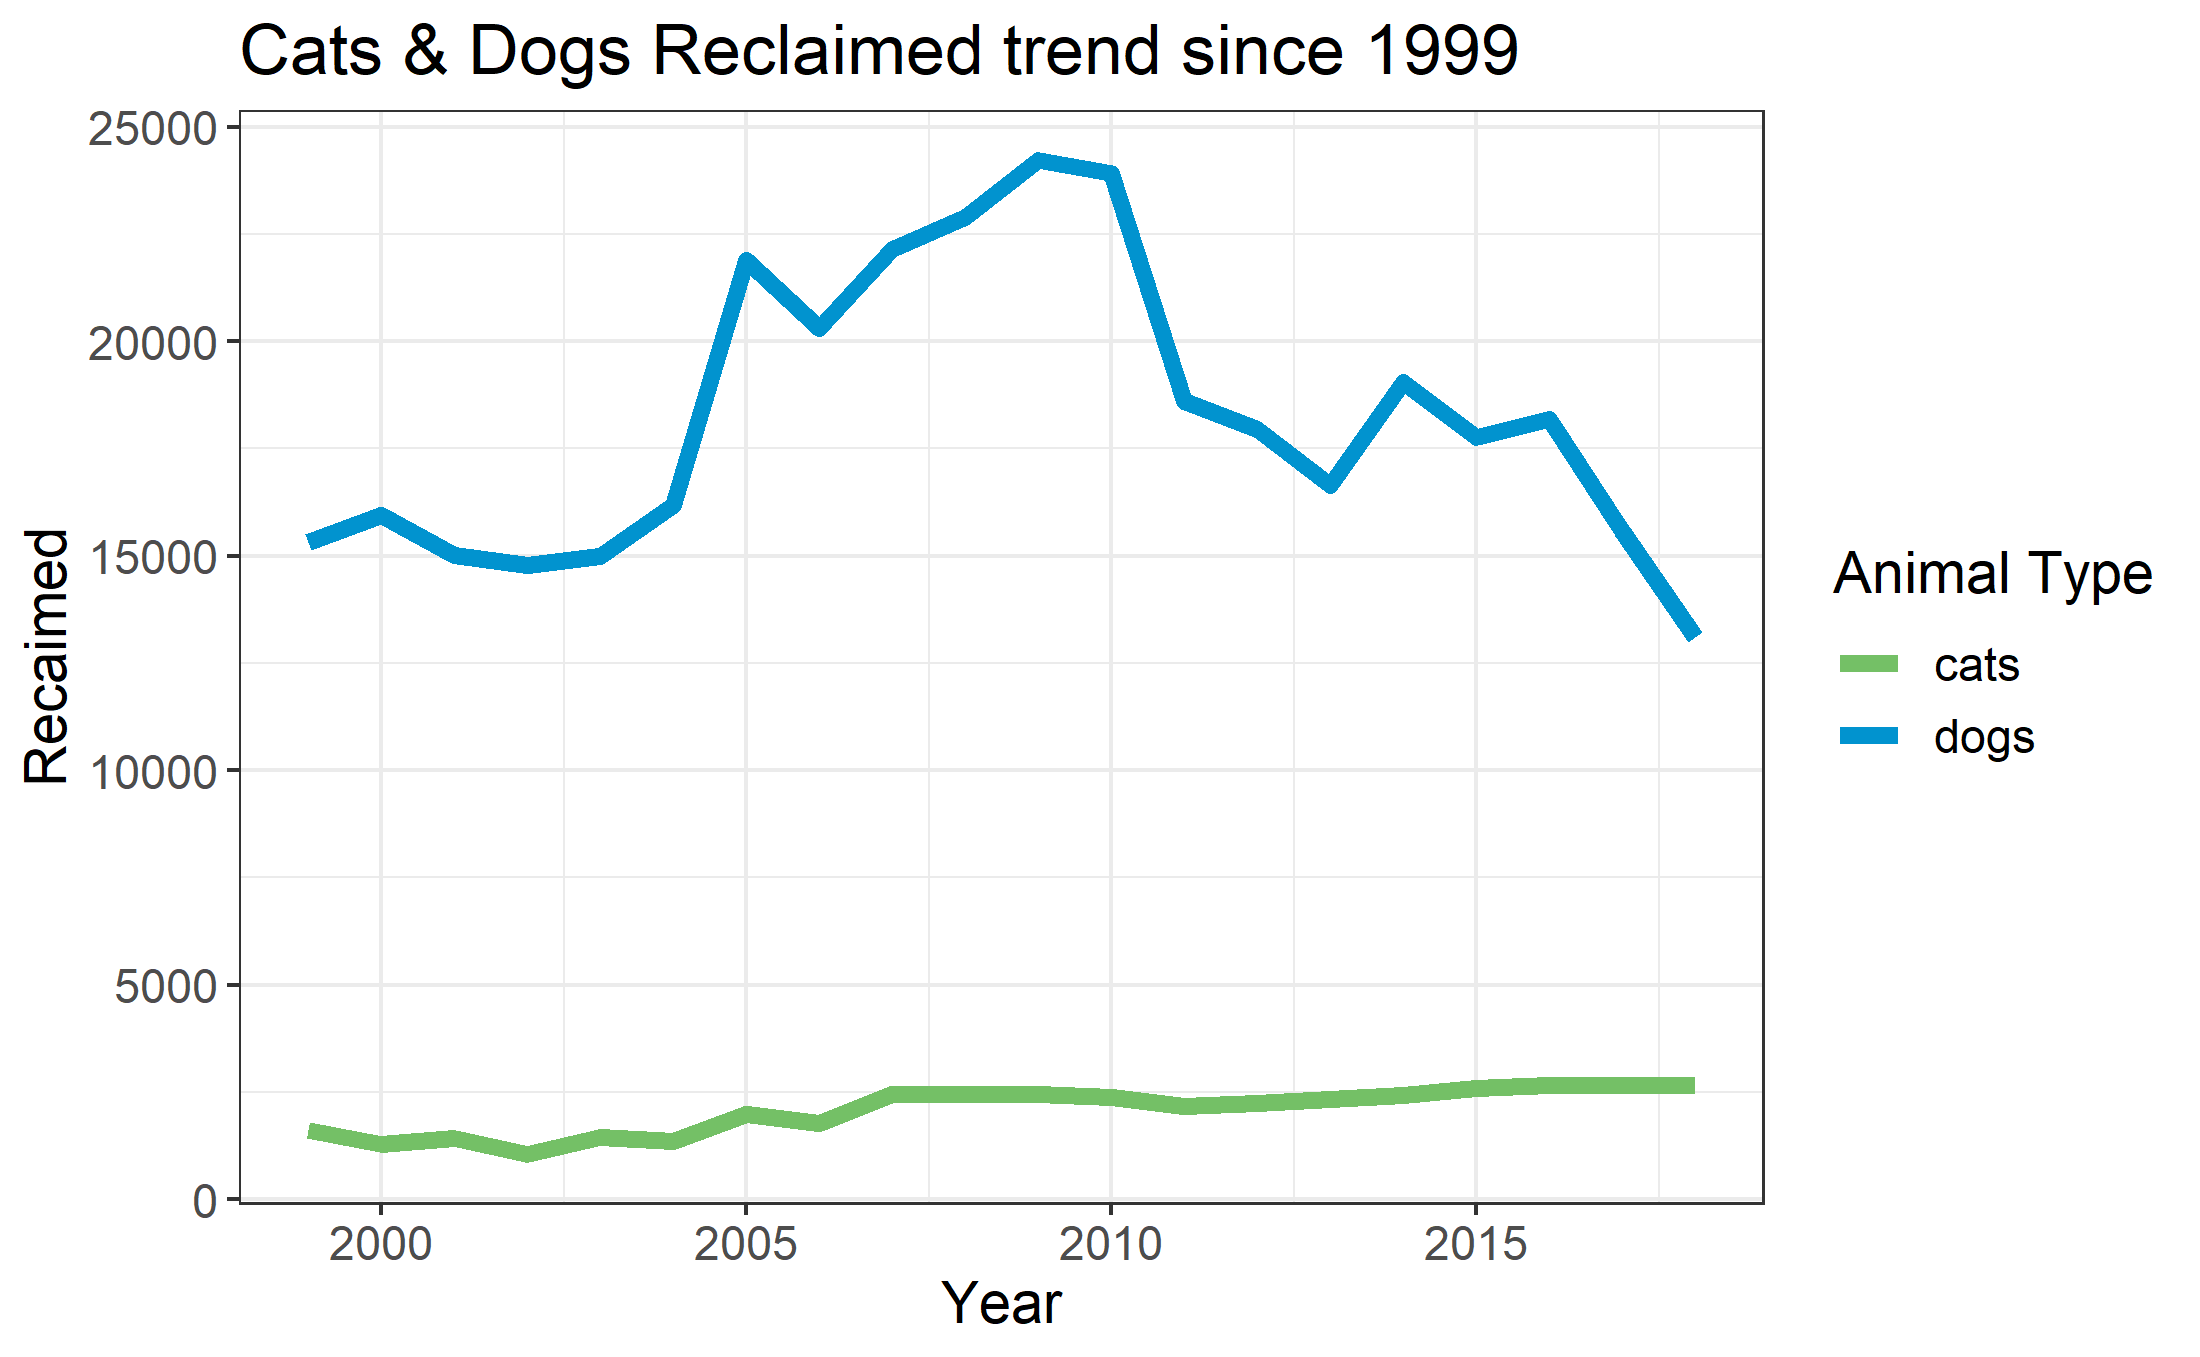 Cats & Dogs Reclaimed trend since 1999
25000
20000
15000
10000
5000
0
Recaimed
2000
2005
2010
2015
Year
Animal Type
cats
dogs